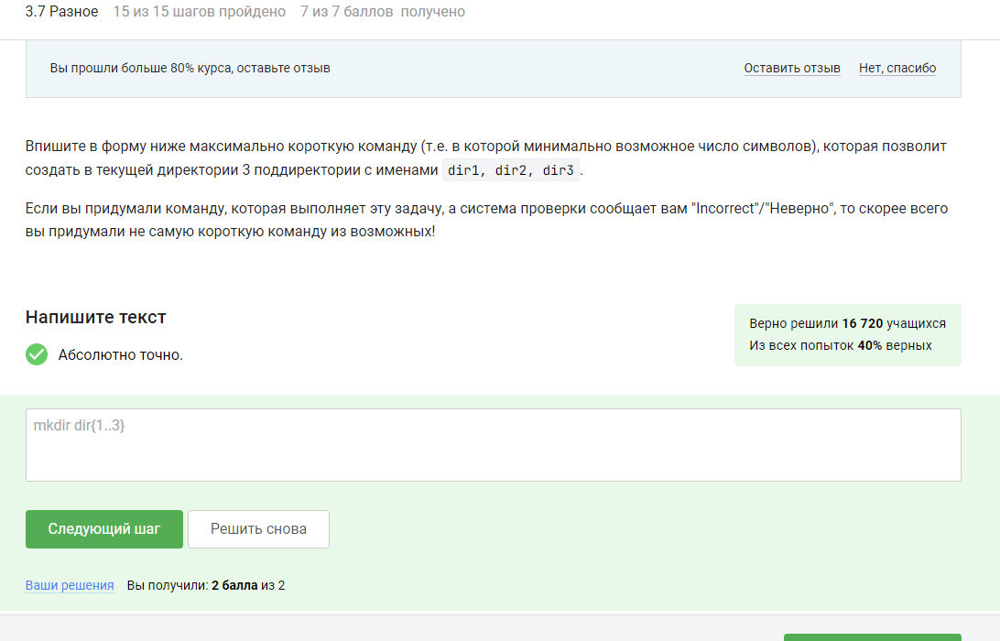 3.7 Разное 15 из 15 шагов пройдено 7 из 7 баллов получено
Вы прошли больше 80% курса, оставьте отзыв Оставить отзыв Нет, спасибо
Впишите в форму ниже максимально короткую команду (т.е. в которой минимально возможное число символов), которая позволит
создать в текущей директории 3 поддиректории с именами dir1, dir2, dir3.
Если вы придумали команду, которая выполняет эту задачу, а система проверки сообщает вам "Incorrect"/"Неверно", то скорее всего
вы придумали не самую короткую команду из возможных!
Напишите текст
Абсолютно точно.
Верно решили 16 720 учащихся
Из всех попыток 40% верных
mkdir dir{1..3}
Следующий шаг Решить снова
Ваши решения Вы получили: 2 балла из 2